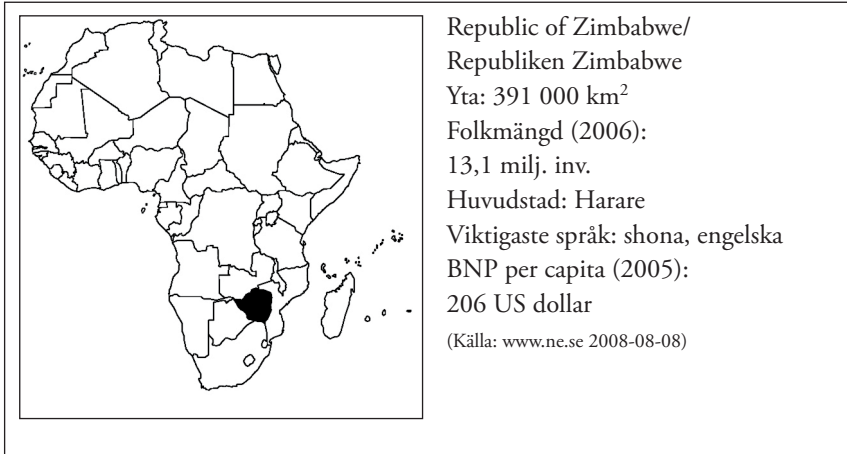 Republic of Zimbabwe/
Republiken Zimbabwe
Yta: 391 000 km²
Folkmängd (2006):
13,1 milj. inv.
Huvudstad: Harare
Viktigaste språk: shona, engelska
BNP per capita (2005):
206 US dollar
(Källa: www.ne.se 2008-08-08)